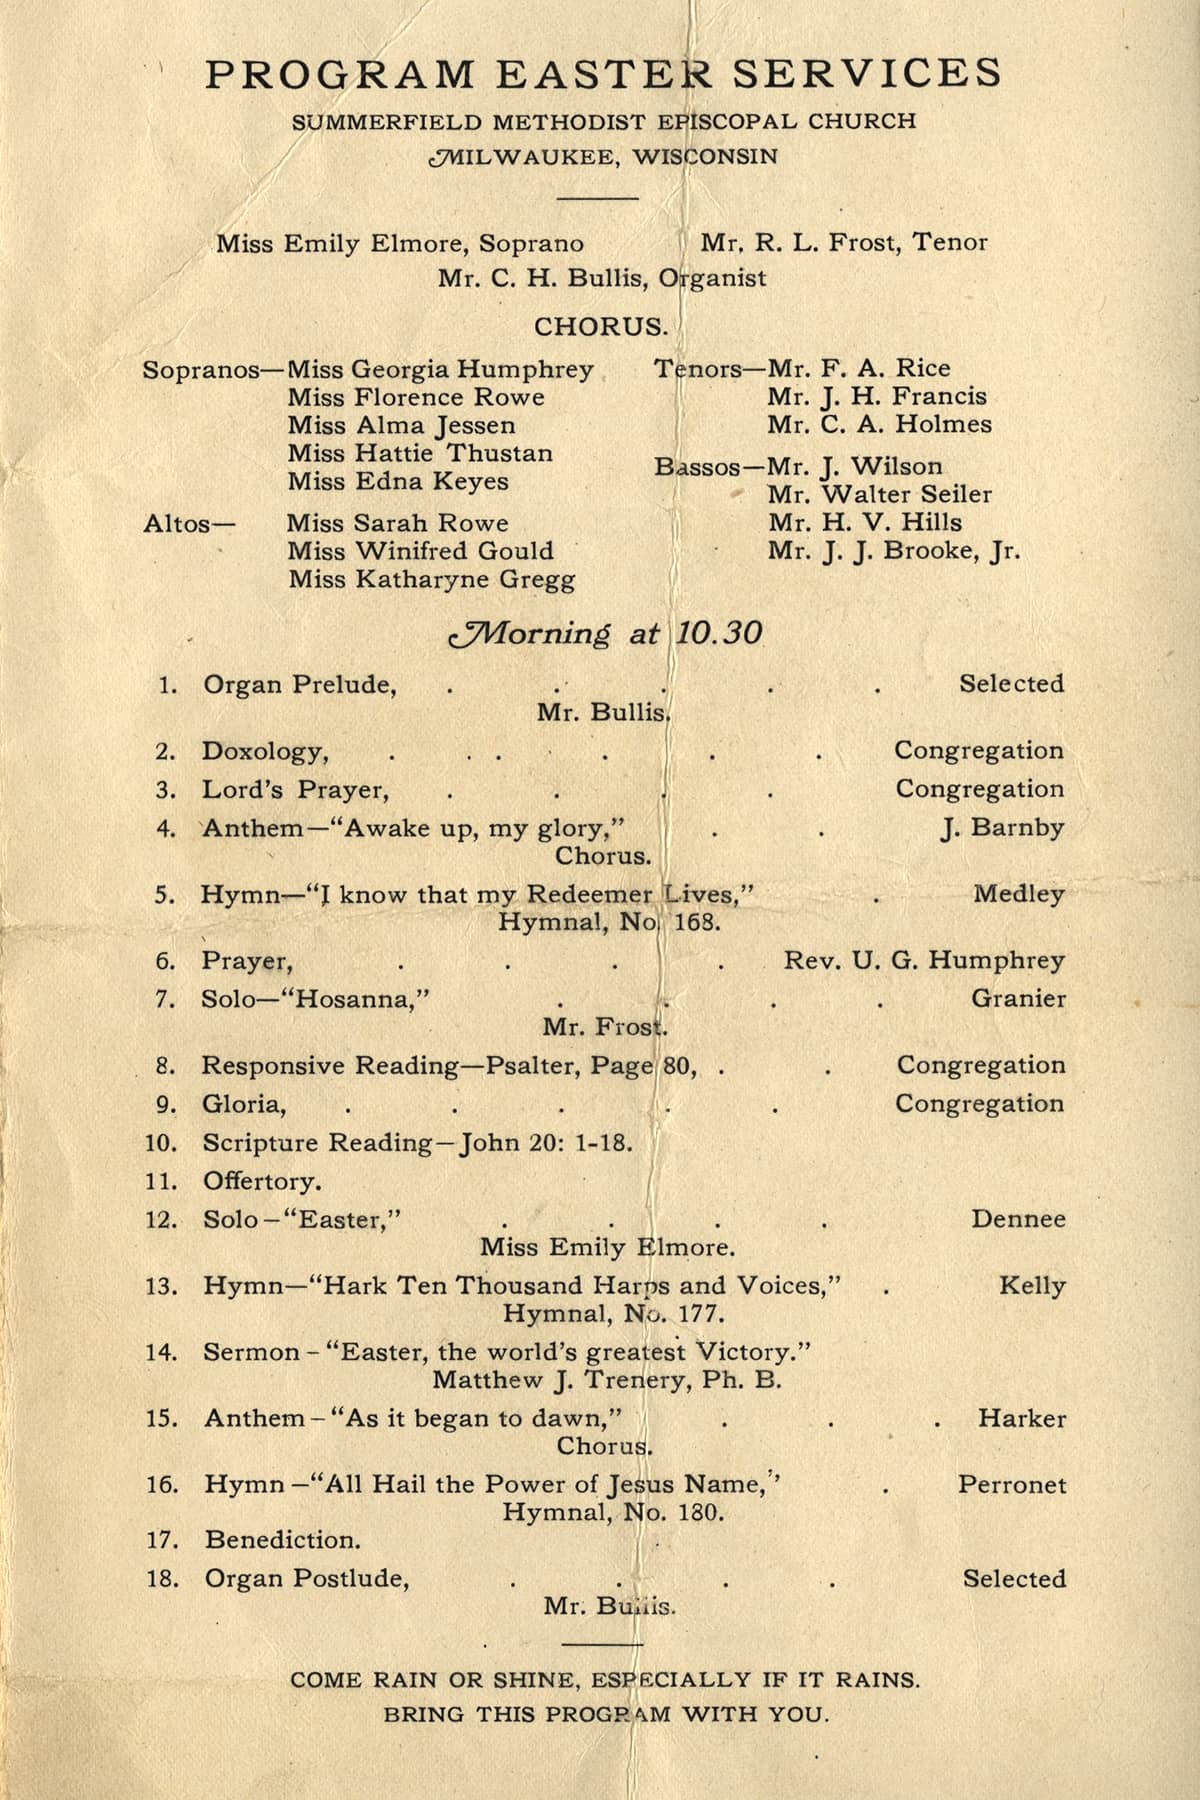 PROGRAM EASTER SERVICES
SUMMERFIELD METHODIST EPISCOPAL CHURCH
MILWAUKEE, WISCONSIN
Miss Emily Elmore, Soprano Mr. R. L. Frost, Tenor
Mr. C. H. Bullis, Organist
CHORUS.
Sopranos—Miss Georgia Humphrey
Miss Florence Rowe
Miss Alma Jessen
Miss Hattie Thustan
Miss Edna Keyes
Altos— Miss Sarah Rowe
Miss Winifred Gould
Miss Katharyne Gregg
Tenors—Mr. F. A. Rice
Mr. J. H. Francis
Mr. C. A. Holmes
Bassos—Mr. J. Wilson
Mr. Walter Seiler
Mr. H. V. Hills
Mr. J. J. Brooke, Jr.
Morning at 10.30
1. Organ Prelude, . . . . . Selected
Mr. Bullis.
2. Doxology, . . . . . . Congregation
3. Lord's Prayer, . . . . Congregation
4. Anthem—“Awake up, my glory,” . . J. Barnby
Chorus.
5. Hymn—“I know that my Redeemer Lives,” . Medley
Hymnal, No. 168.
6. Prayer, . . . . Rev. U. G. Humphrey
7. Solo—“Hosanna,” . . . . Granier
Mr. Frost.
8. Responsive Reading—Psalter, Page 80, . . Congregation
9. Gloria, . . . . . Congregation
10. Scripture Reading—John 20: 1-18.
11. Offertory.
12. Solo—“Easter,” . . . . Dennee
Miss Emily Elmore.
13. Hymn—“Hark Ten Thousand Harps and Voices,” . Kelly
Hymnal, No. 177.
14. Sermon–“Easter, the world's greatest Victory.”
Matthew J. Trenery, Ph. B.
15. Anthem–“As it began to dawn,” . . . Harker
Chorus.
16. Hymn–“All Hail the Power of Jesus Name,” . Perronet
Hymnal, No. 180.
17. Benediction.
18. Organ Postlude, . . . . Selected
Mr. Bullis.
COME RAIN OR SHINE, ESPECIALLY IF IT RAINS.
BRING THIS PROGRAM WITH YOU.